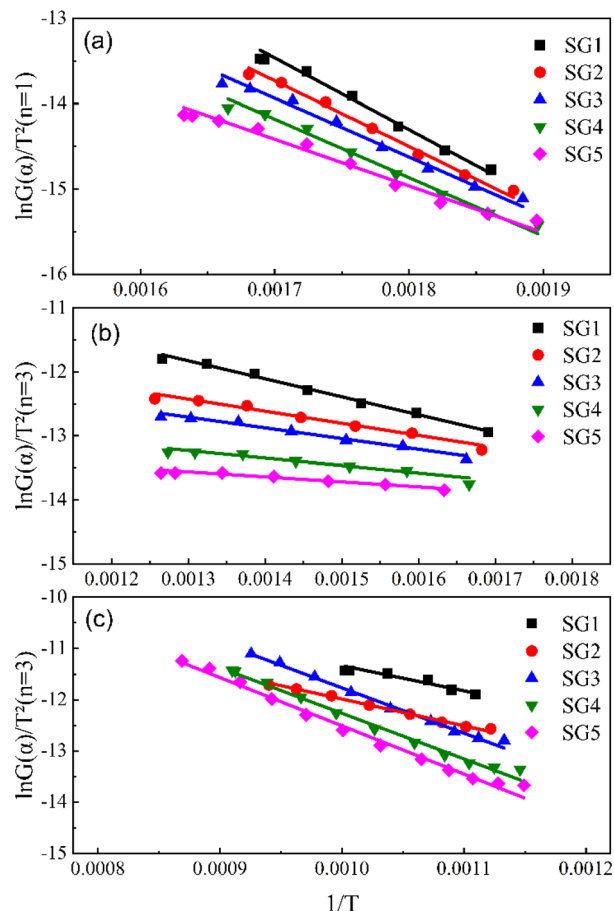 (a)
SG1
SG2
SG3
SG4
SG5
-13
-14
-15
-16
lnG(α)/T²(n=1)
0.0016
0.0017
0.0018
0.0019
(b)
SG1
SG2
SG3
SG4
SG5
-11
-12
-13
-14
-15
lnG(α)/T²(n=3)
0.0012
0.0013
0.0014
0.0015
0.0016
0.0017
0.0018
(c)
SG1
SG2
SG3
SG4
SG5
-10
-11
-12
-13
-14
-15
lnG(α)/T²(n=3)
0.0008
0.0009
0.0010
0.0011
0.0012
1/T